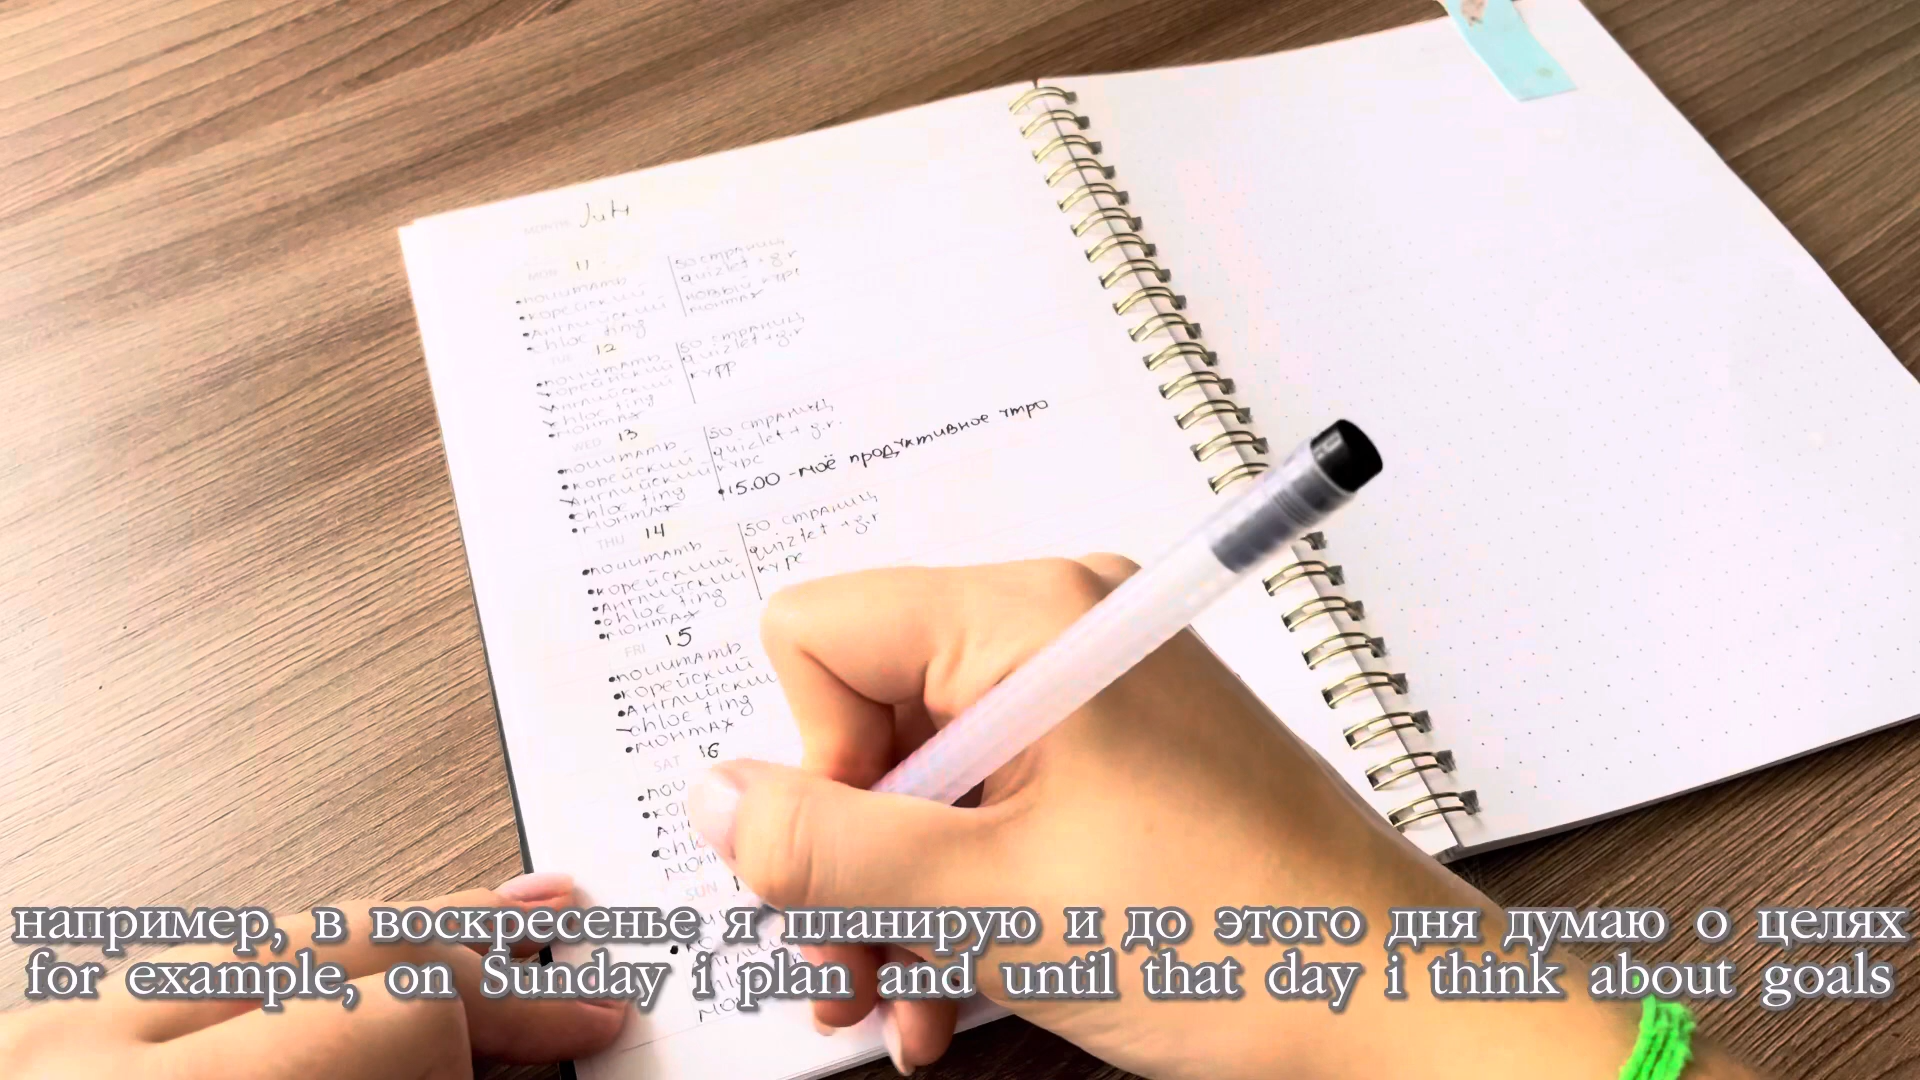 MONTH July
MON 11
•почитать
•корейский
•Английский
•chloe ting
50 страниц
quizlet + g.r
новый курс
монтаж
TUE 12
•почитать
корейский
Английский
chloe ting
•монтаж
50 страниц
quizlet + g.r
курс
WED 13
•почитать
•корейский
Английский
•chloe ting
•монтаж
50 страниц
quizlet + g.r.
курс
•15.00 - моё продуктивное утро
THU 14
•почитать
•корейский
•Английский
•chloe ting
•монтаж
50 страниц
quizlet + g.r
курс
FRI 15
•почитать
•корейский
•Английский
chloe ting
•монтаж
SAT 16
SUN
например, в воскресенье я планирую и до этого дня думаю о целях
for example, on Sunday i plan and until that day i think about goals